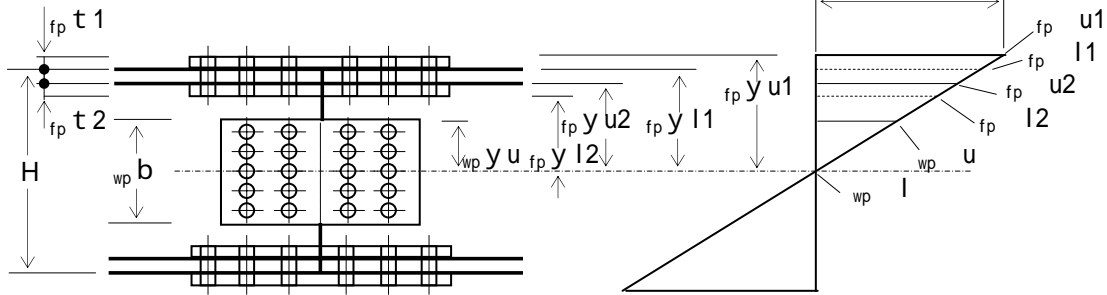 fp t 1
fp t 2
H
wp b
wp y u
fp y l2
fp y u2
fp y l1
fp y u1
fp u1
fp l1
fp u2
fp l2
wp u
wp l